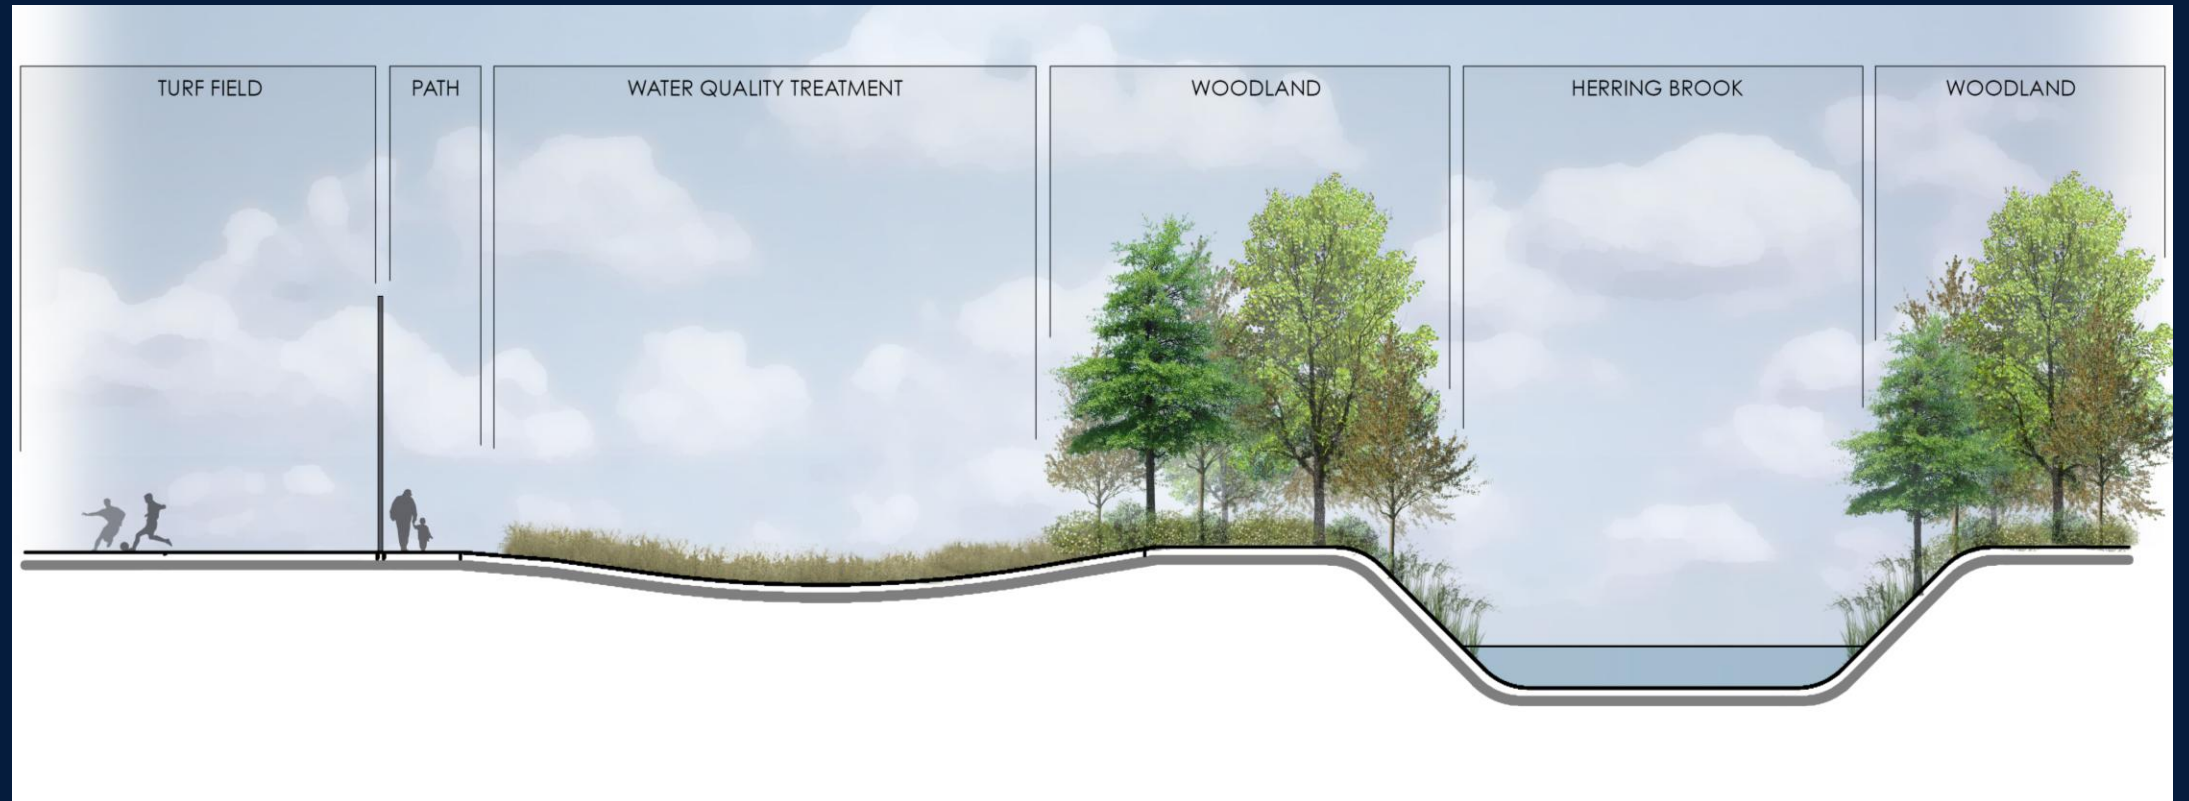 TURF FIELD
PATH
WATER QUALITY TREATMENT
WOODLAND
HERRING BROOK
WOODLAND